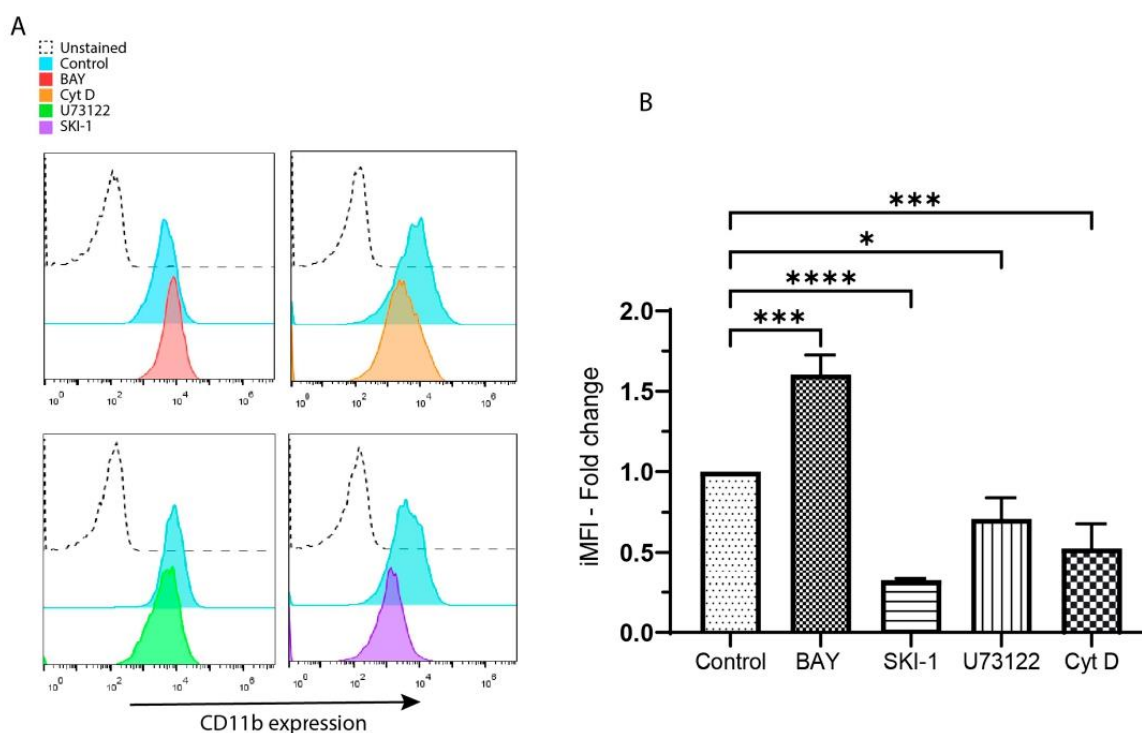 A
Unstained
Control
BAY
Cyt D
U73122
SKI-1
10⁰ 10² 10⁴ 10⁶
10⁰ 10² 10⁴ 10⁶
10⁰ 10² 10⁴ 10⁶
10⁰ 10² 10⁴ 10⁶
CD11b expression
B
***
*
****
***
2.0
1.5
1.0
0.5
0.0
iMFI - Fold change
Control BAY SKI-1 U73122 Cyt D